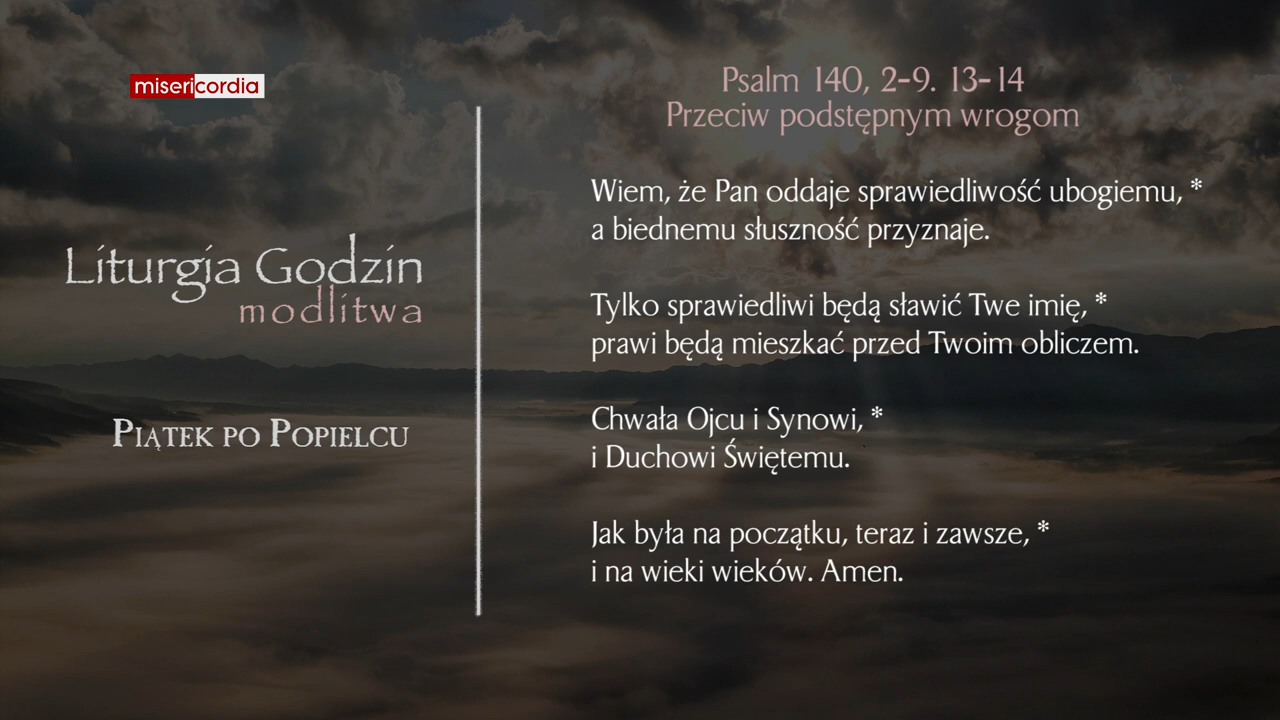 misericordia
Liturgia Godzin
modlitwa
Piątek po Popielcu
Psalm 140, 2-9. 13-14
Przeciw podstępnym wrogom
Wiem, że Pan oddaje sprawiedliwość ubogiemu, *
a biednemu słuszność przyznaje.
Tylko sprawiedliwi będą sławić Twe imię, *
prawi będą mieszkać przed Twoim obliczem.
Chwała Ojcu i Synowi, *
i Duchowi Świętemu.
Jak była na początku, teraz i zawsze, *
i na wieki wieków. Amen.